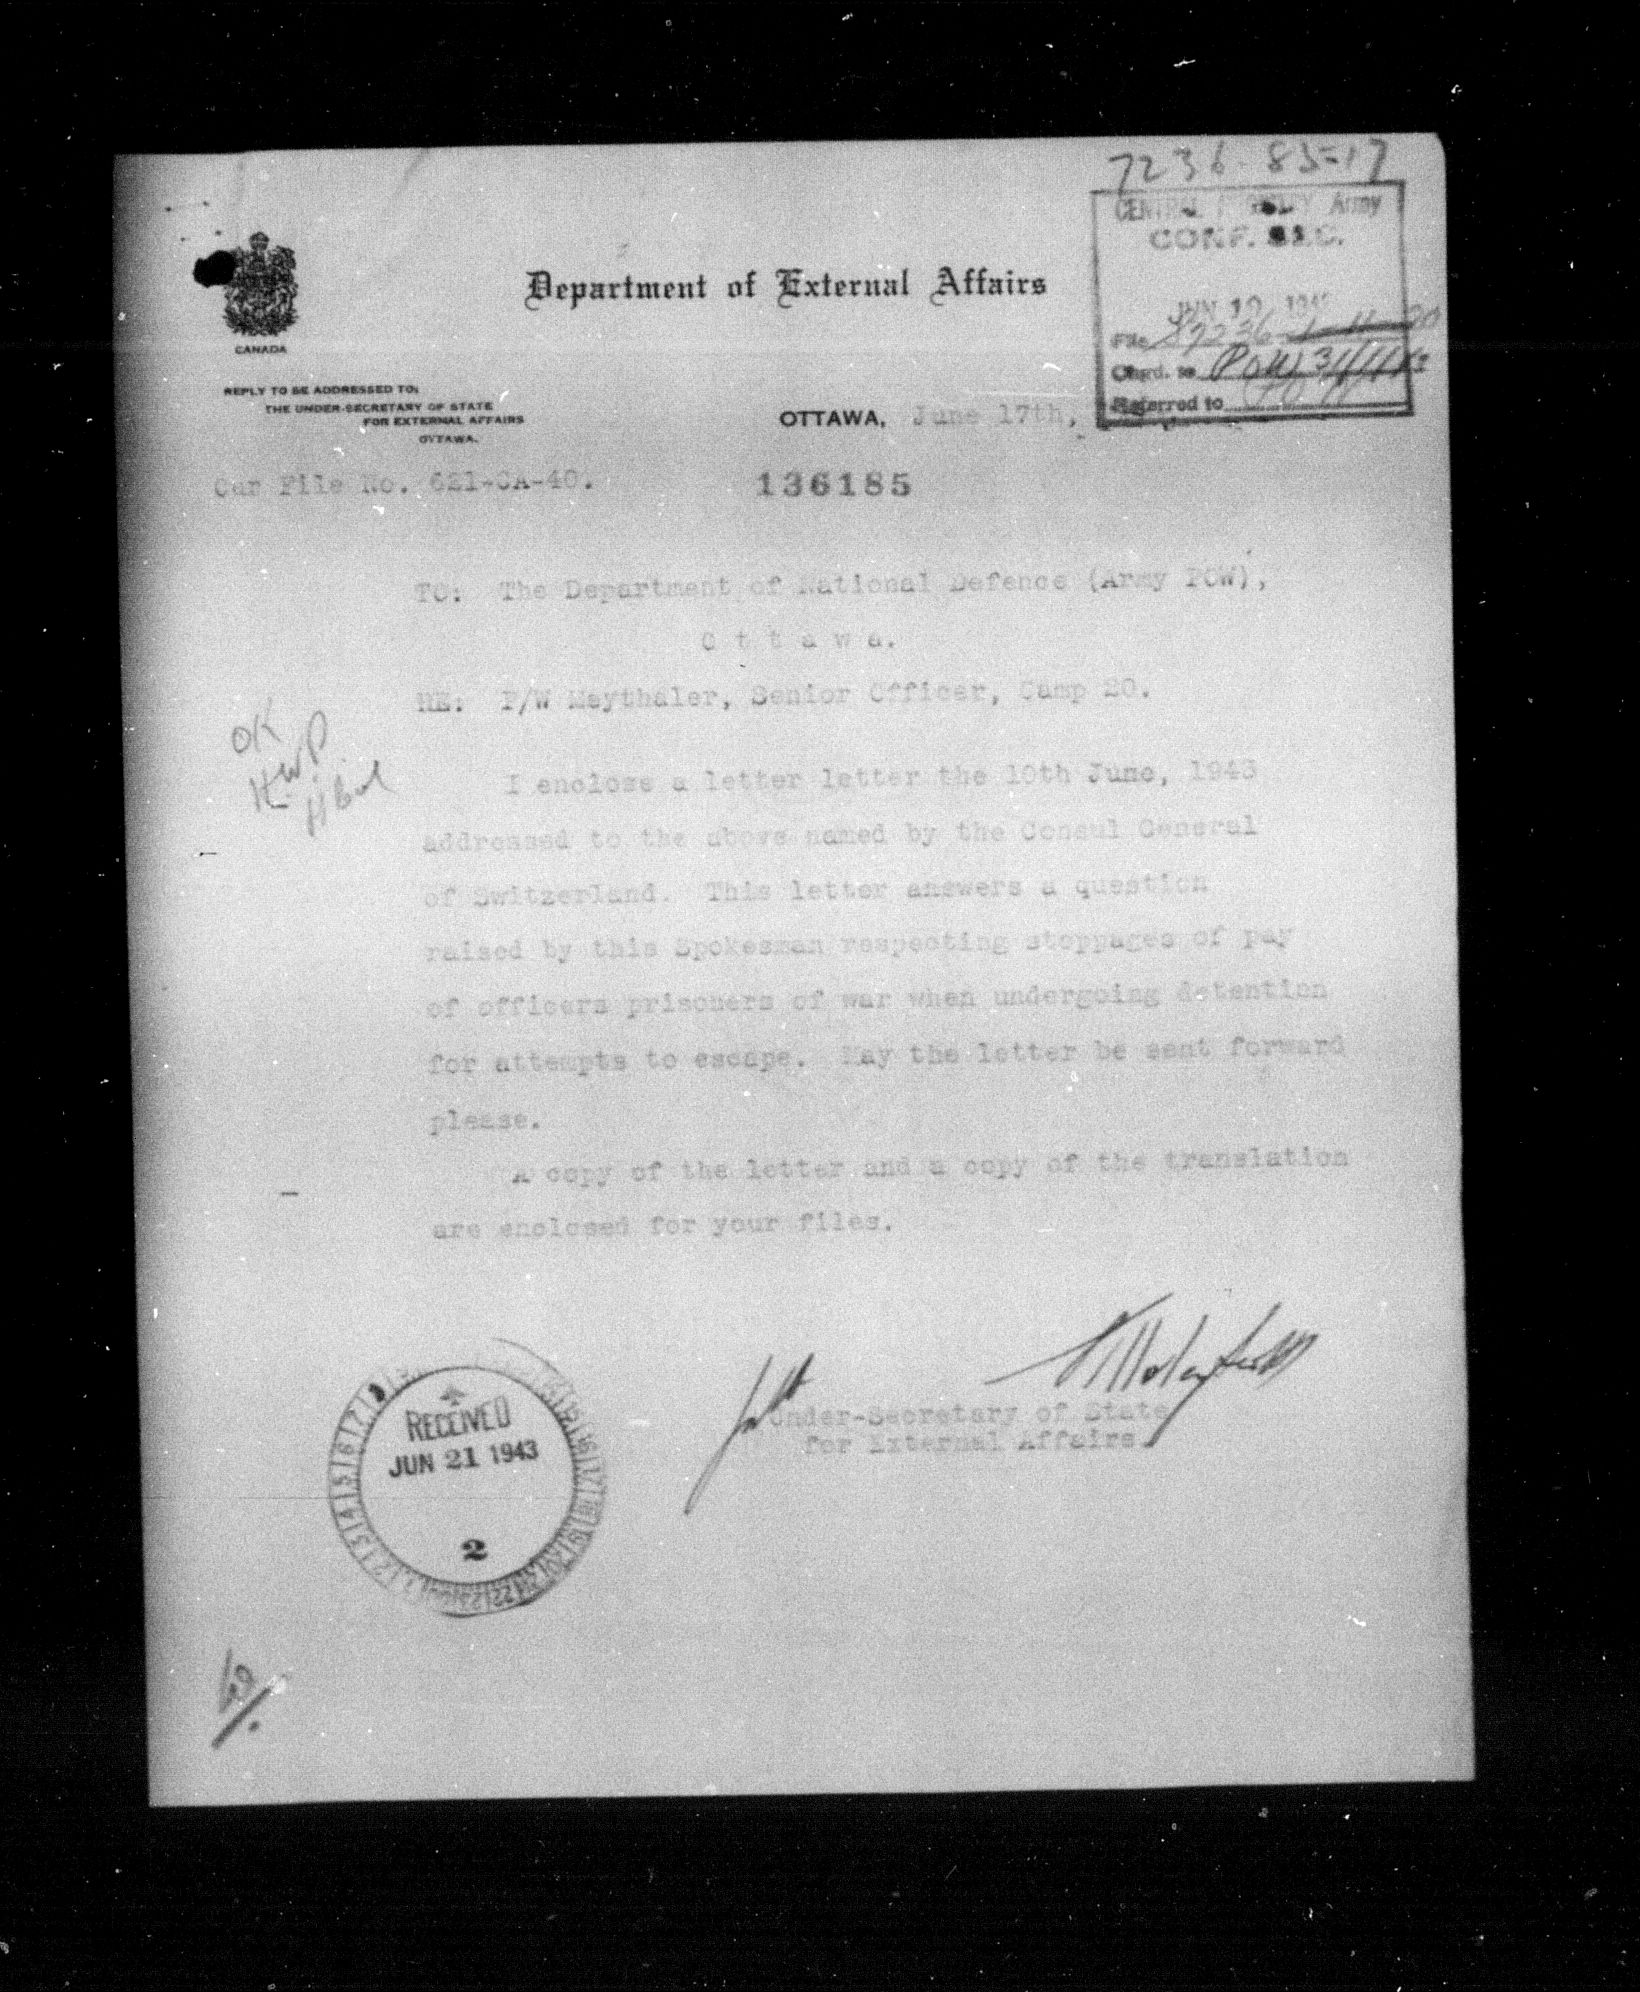 7236-85-17
CENTRAL Army
CONF. SEC.
JUN 19
File
Chgd. to POW
Referred to
Department of External Affairs
CANADA
REPLY TO BE ADDRESSED TO:
THE UNDER-SECRETARY OF STATE
FOR EXTERNAL AFFAIRS
OTTAWA.
OTTAWA, June 17th,
Our File No. 621-CA-40.
136185
TO: The Department of National Defence (Army POW),
O t t a w a.
RE: P/W Meythaler, Senior Officer, Camp 20.
OK
HWP
I enclose a letter letter the 10th June, 1943
addressed to the above named by the Consul General
of Switzerland. This letter answers a question
raised by this Spokesman respecting stoppages of pay
of officers prisoners of war when undergoing detention
for attempts to escape. May the letter be sent forward
please.
A copy of the letter and a copy of the translation
are enclosed for your files.
Under-Secretary of State
for External Affairs
RECEIVED
JUN 21 1943
2